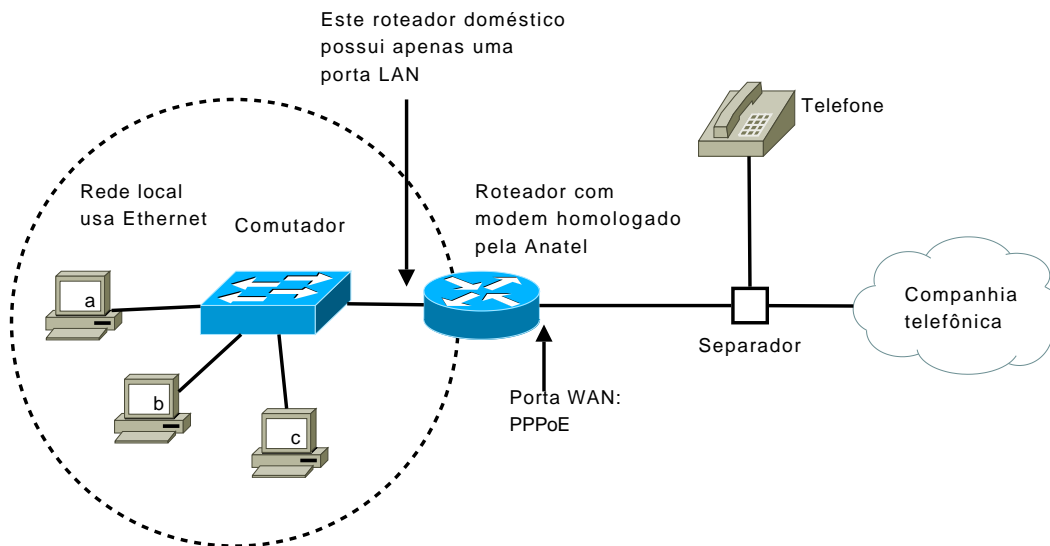 Este roteador doméstico
possui apenas uma
porta LAN
Telefone
Rede local
usa Ethernet
Comutador
Roteador com
modem homologado
pela Anatel
a
b
c
Companhia
telefônica
Separador
Porta WAN:
PPPoE